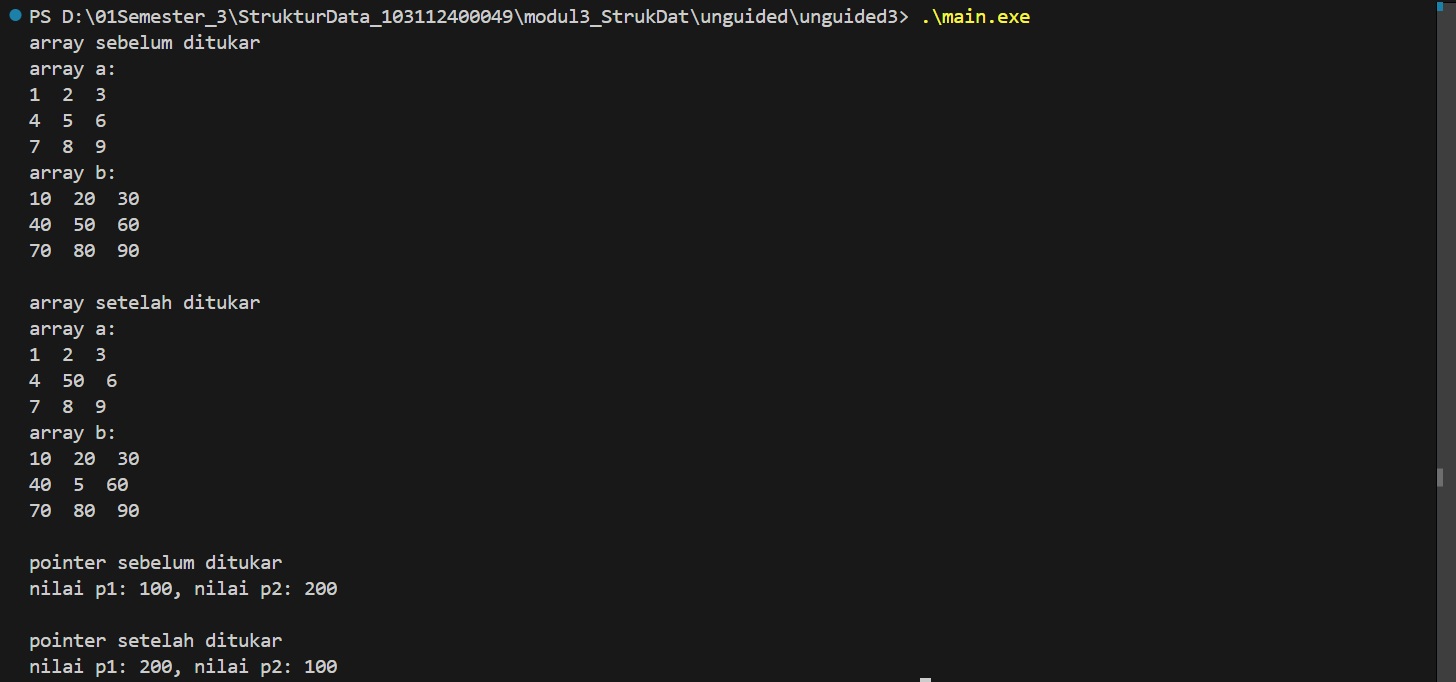 PS D:\01Semester_3\StrukturData_103112400049\modul3_StrukDat\unguided\unguided3> .\main.exe
array sebelum ditukar
array a:
1  2  3
4  5  6
7  8  9
array b:
10  20  30
40  50  60
70  80  90

array setelah ditukar
array a:
1  2  3
4  50  6
7  8  9
array b:
10  20  30
40  5  60
70  80  90

pointer sebelum ditukar
nilai p1: 100, nilai p2: 200

pointer setelah ditukar
nilai p1: 200, nilai p2: 100